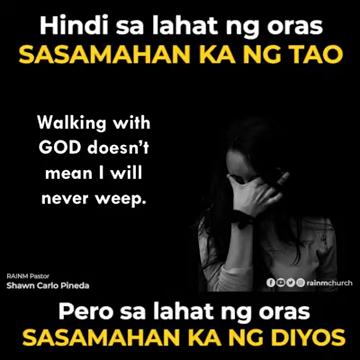 Hindi sa lahat ng oras
SASAMAHAN KA NG TAO
Walking with
GOD doesn't
mean I will
never weep.
RAINM Pastor
Shawn Carlo Pineda
rainmchurch
Pero sa lahat ng oras
SASAMAHAN KA NG DIYOS